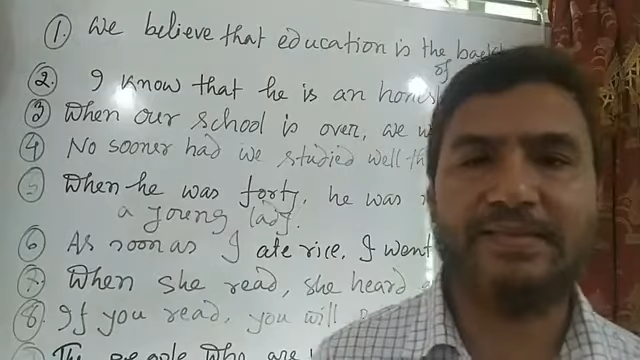 1. We believe that education is the
of
2. I know that he is an
3 When our school is over, we
4 No sooner had we studied well
5 When he was forty, he was
a young lady.
6 As soon as I ate rice, I went
7. When she read, she heard
8. If you read, you will
The people who are